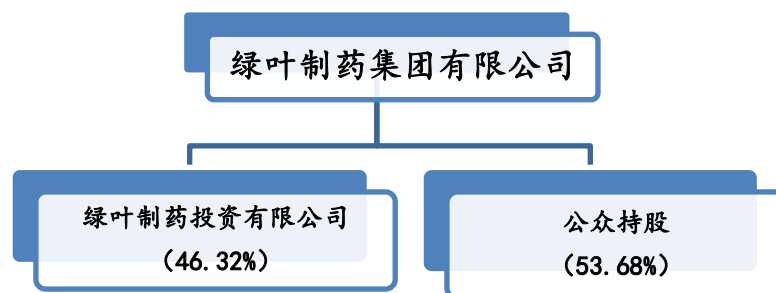 绿叶制药集团有限公司
绿叶制药投资有限公司
（46.32%）
公众持股
（53.68%）